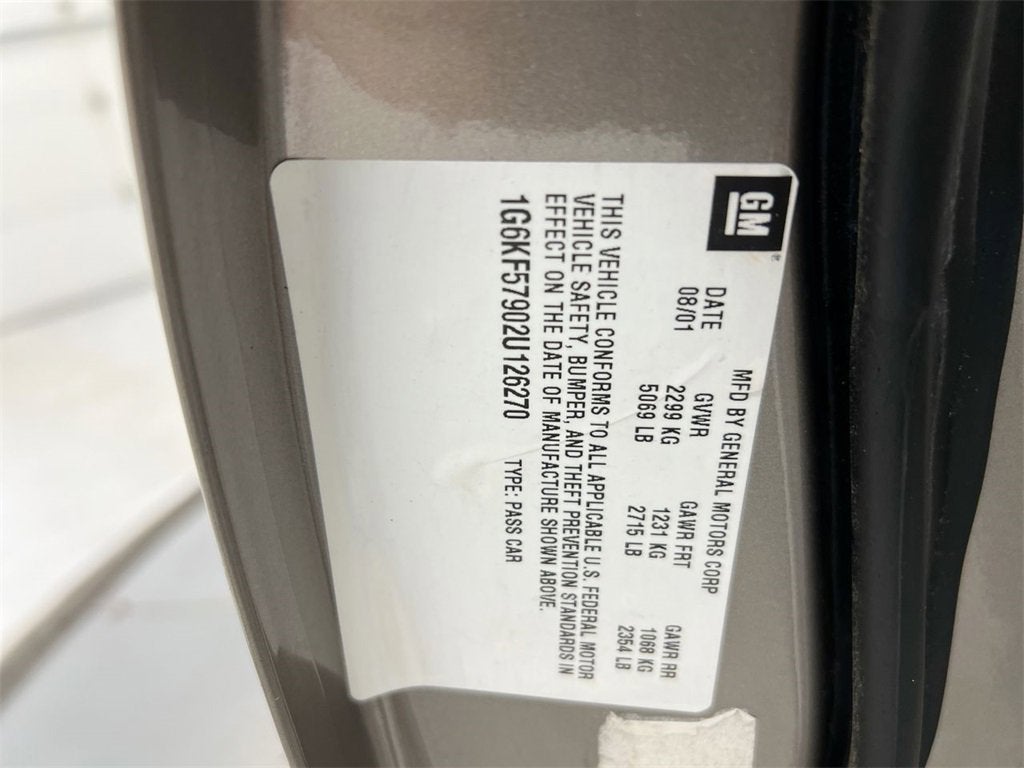 GM
MFD BY GENERAL MOTORS CORP
DATE GVWR GAWR FRT GAWR RR
08/01 2299 KG 1231 KG 1068 KG
5069 LB 2715 LB 2354 LB
THIS VEHICLE CONFORMS TO ALL APPLICABLE U.S. FEDERAL MOTOR
VEHICLE SAFETY, BUMPER, AND THEFT PREVENTION STANDARDS IN
EFFECT ON THE DATE OF MANUFACTURE SHOWN ABOVE.
1G6KF57902U126270 TYPE: PASS CAR